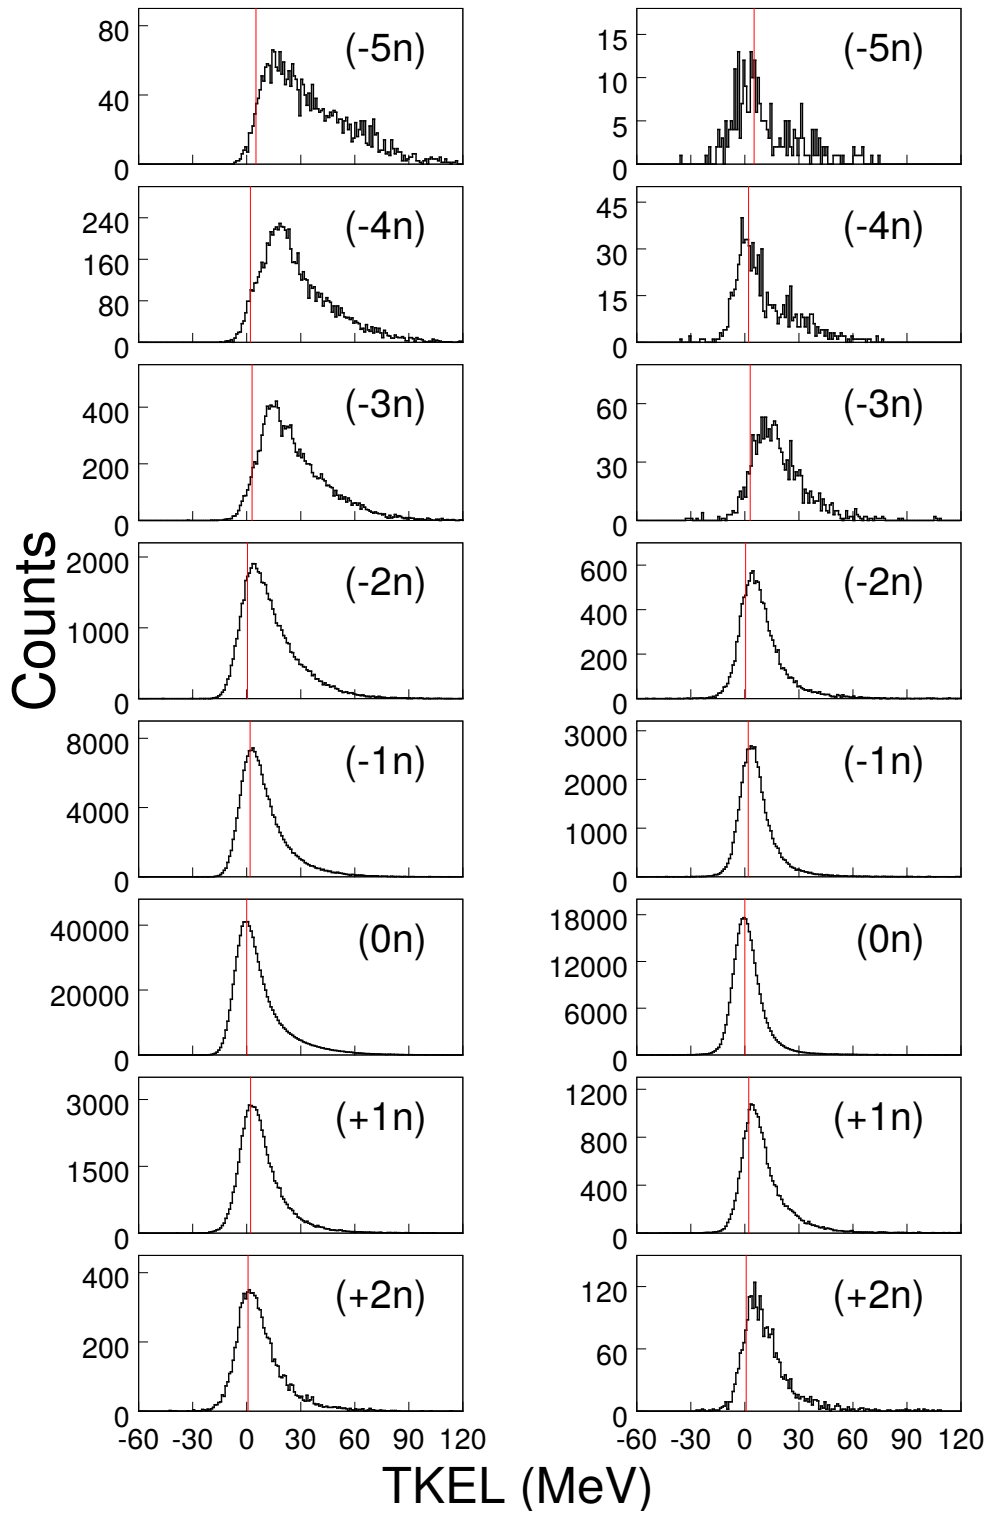 80
40
0
(-5n)
15
10
5
0
(-5n)
240
160
80
0
(-4n)
45
30
15
0
(-4n)
400
200
0
(-3n)
60
30
0
(-3n)
2000
1000
0
(-2n)
600
400
200
0
(-2n)
8000
4000
0
(-1n)
3000
2000
1000
0
(-1n)
40000
20000
0
(0n)
18000
12000
6000
0
(0n)
3000
1500
0
(+1n)
1200
800
400
0
(+1n)
400
200
0
(+2n)
120
60
0
(+2n)
-60 -30 0 30 60 90 120
-60 -30 0 30 60 90 120
Counts
TKEL (MeV)